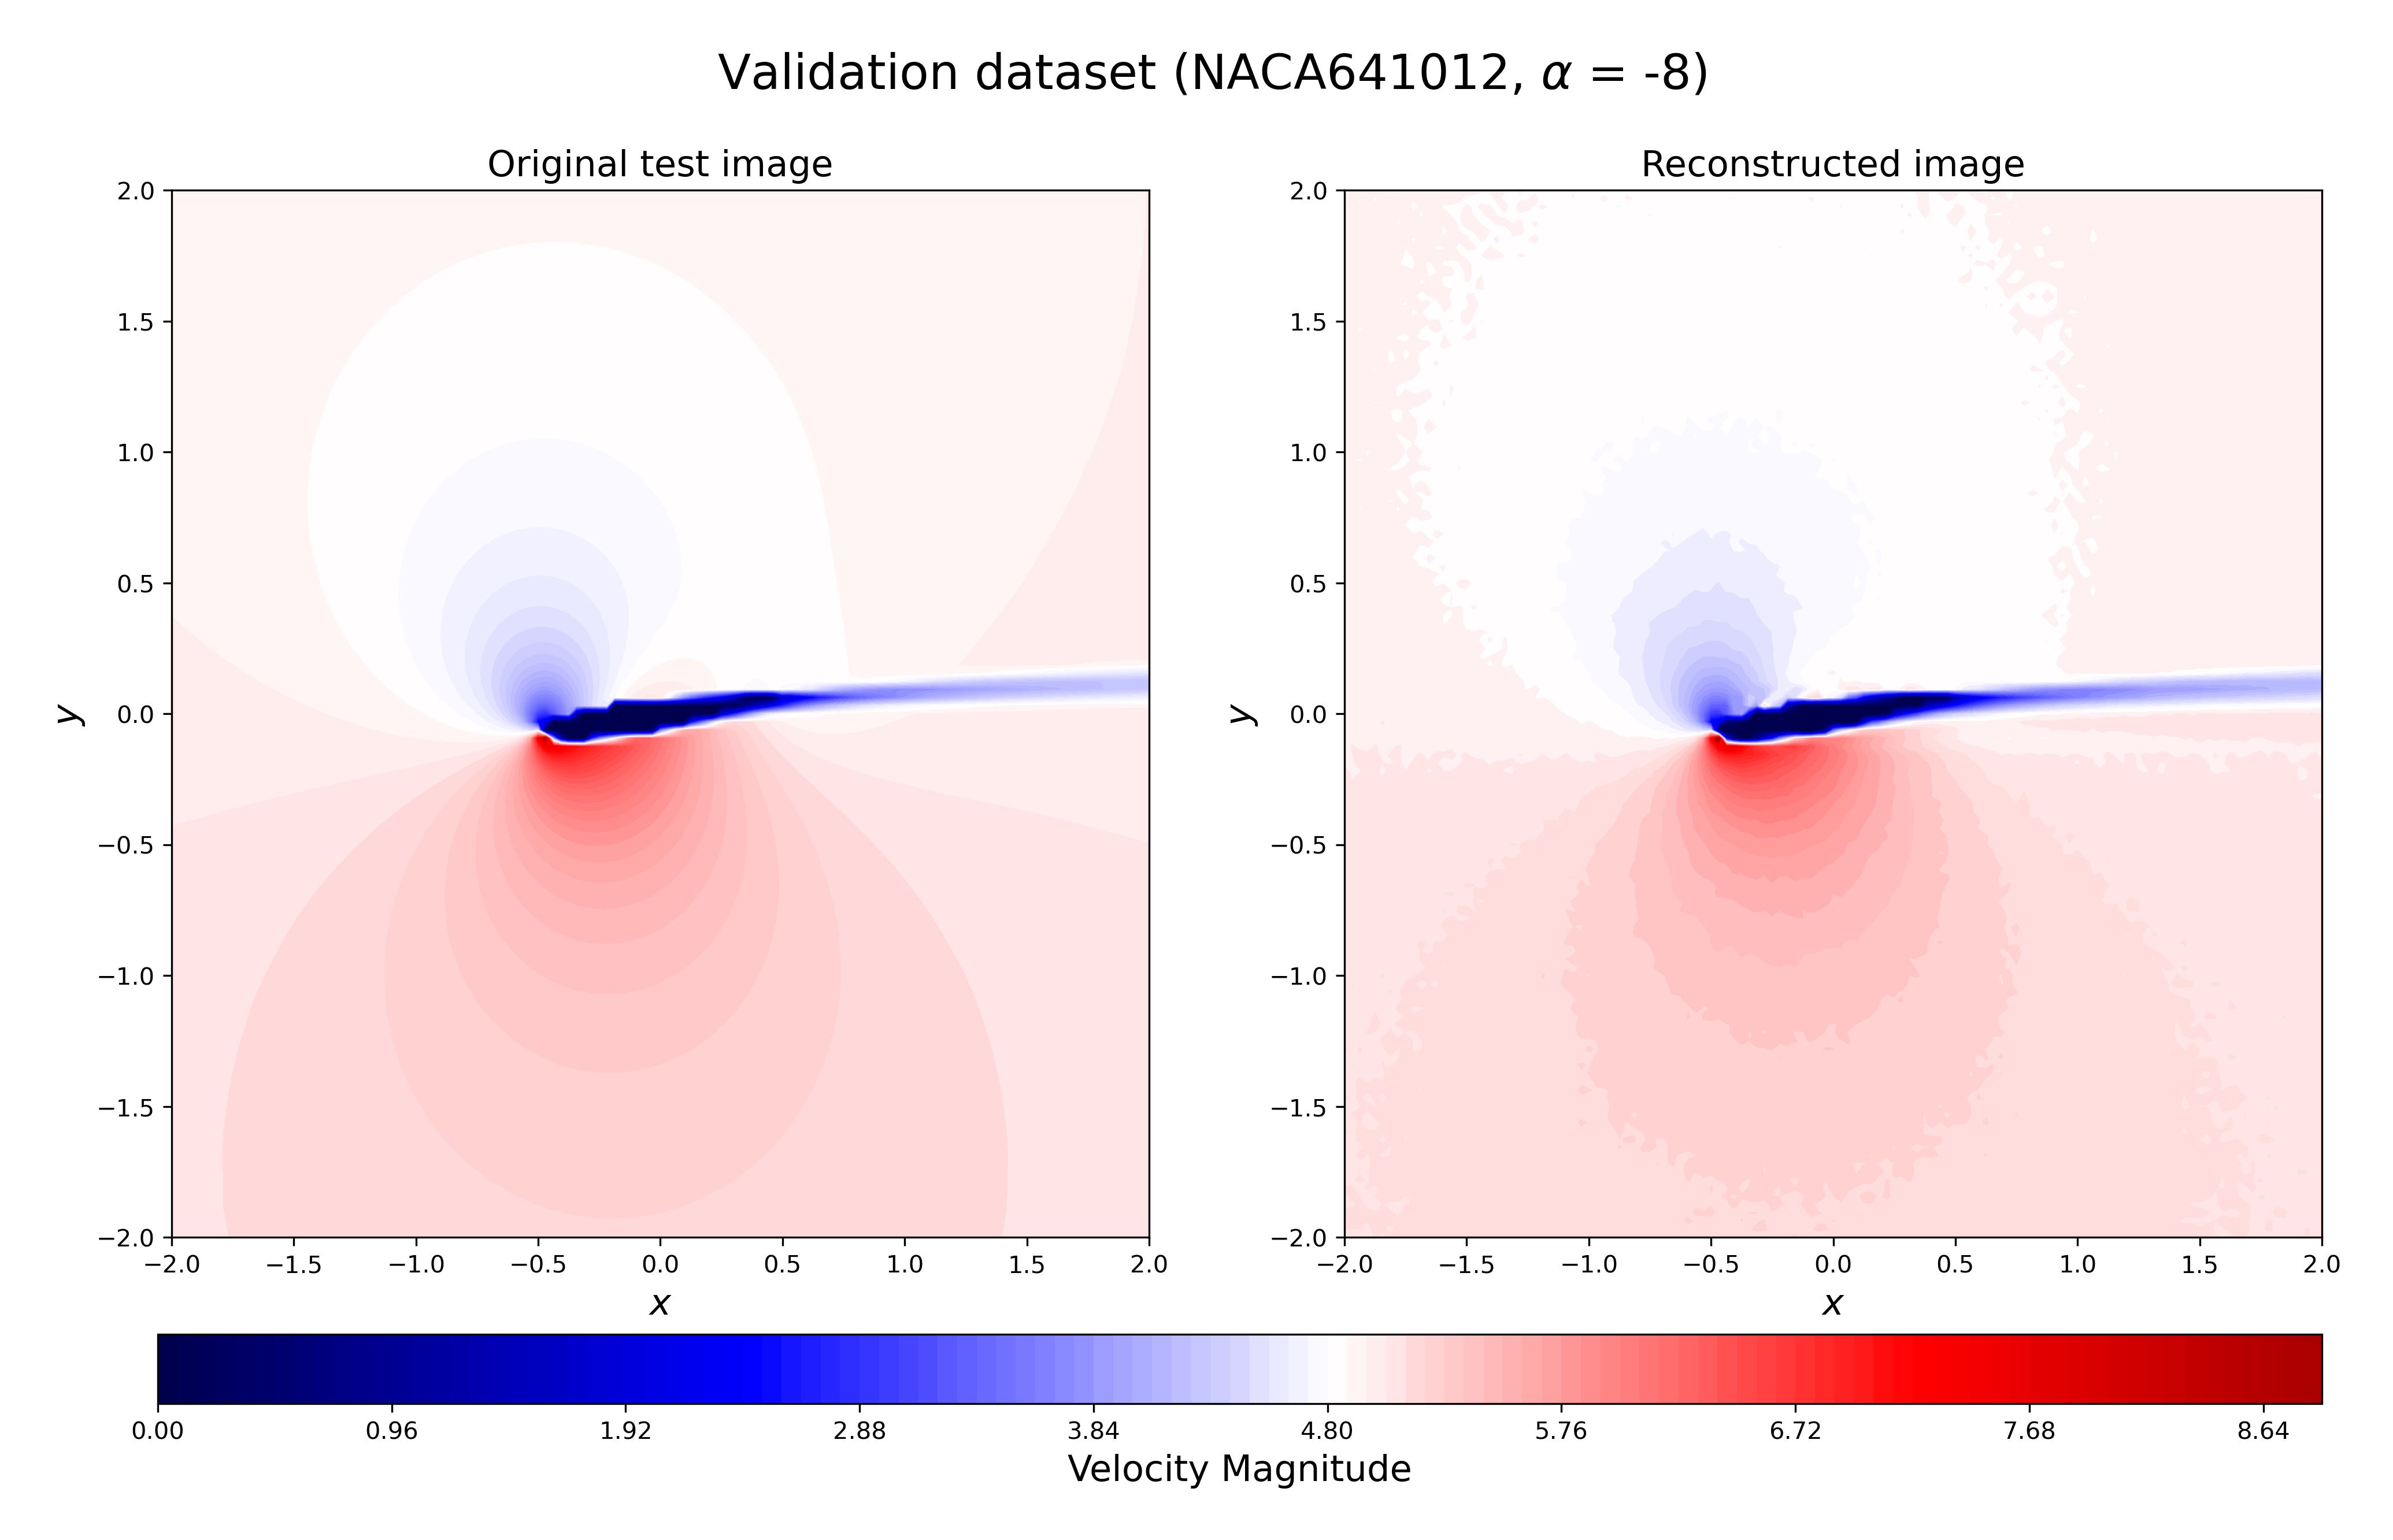 Validation dataset (NACA641012, α = -8)
Original test image
Reconstructed image
2.0
1.5
1.0
0.5
0.0
−0.5
−1.0
−1.5
−2.0
y
−2.0 −1.5 −1.0 −0.5 0.0 0.5 1.0 1.5 2.0
x
2.0
1.5
1.0
0.5
0.0
−0.5
−1.0
−1.5
−2.0
y
−2.0 −1.5 −1.0 −0.5 0.0 0.5 1.0 1.5 2.0
x
0.00 0.96 1.92 2.88 3.84 4.80 5.76 6.72 7.68 8.64
Velocity Magnitude